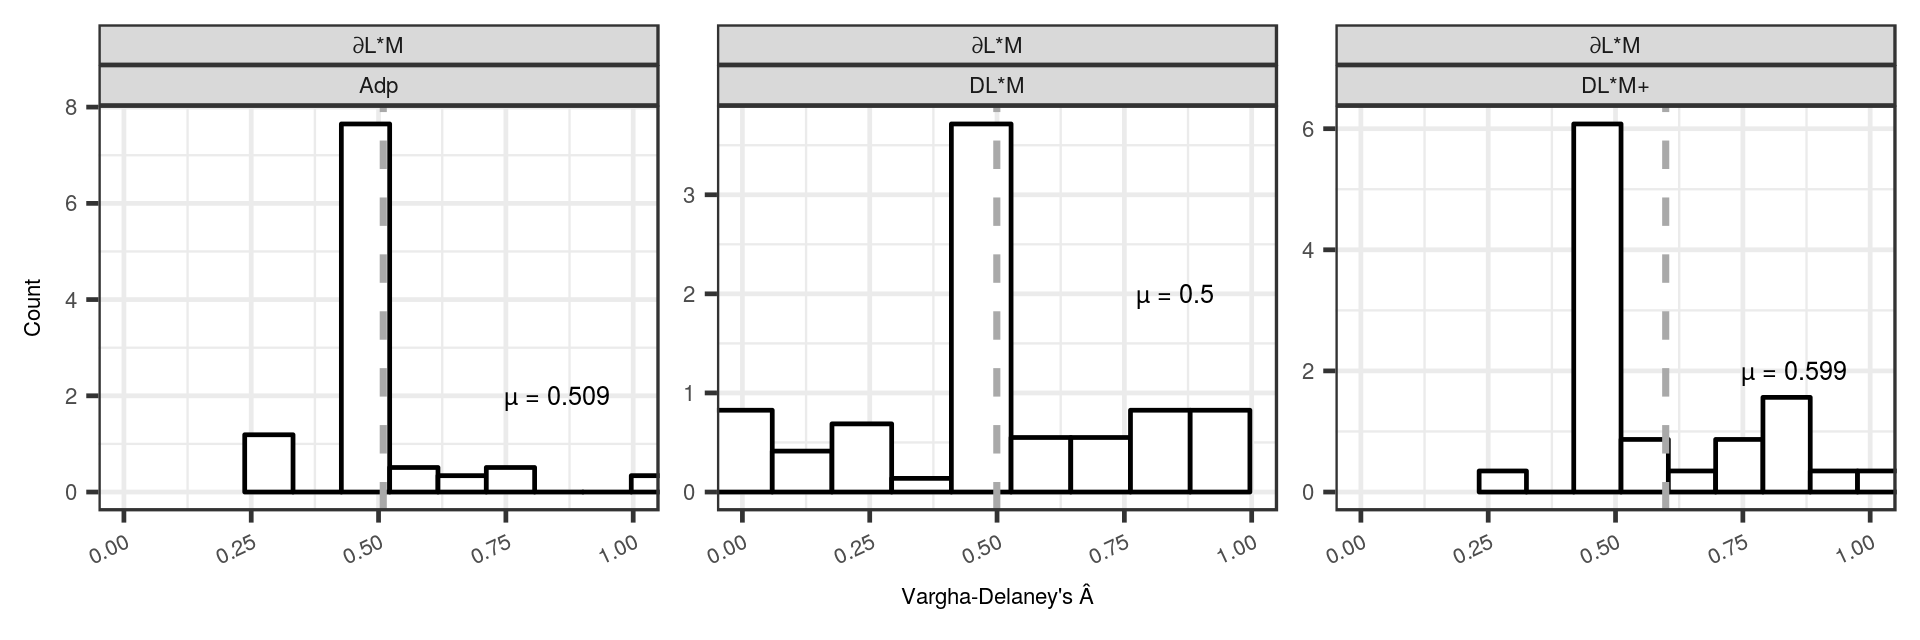 ∂L*M
∂L*M
∂L*M
Adp
DL*M
DL*M+
Count
8
6
4
2
0
μ = 0.509
0.00
0.25
0.50
0.75
1.00
3
2
1
0
μ = 0.5
0.00
0.25
0.50
0.75
1.00
6
4
2
0
μ = 0.599
0.00
0.25
0.50
0.75
1.00
Vargha-Delaney's Â